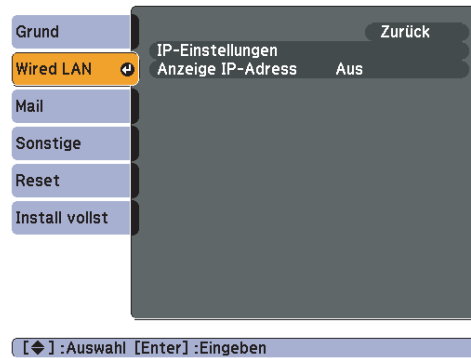 Grund
Wired LAN
Mail
Sonstige
Reset
Install vollst
Zurück
IP-Einstellungen
Anzeige IP-Adress Aus
[◆] :Auswahl [Enter] :Eingeben